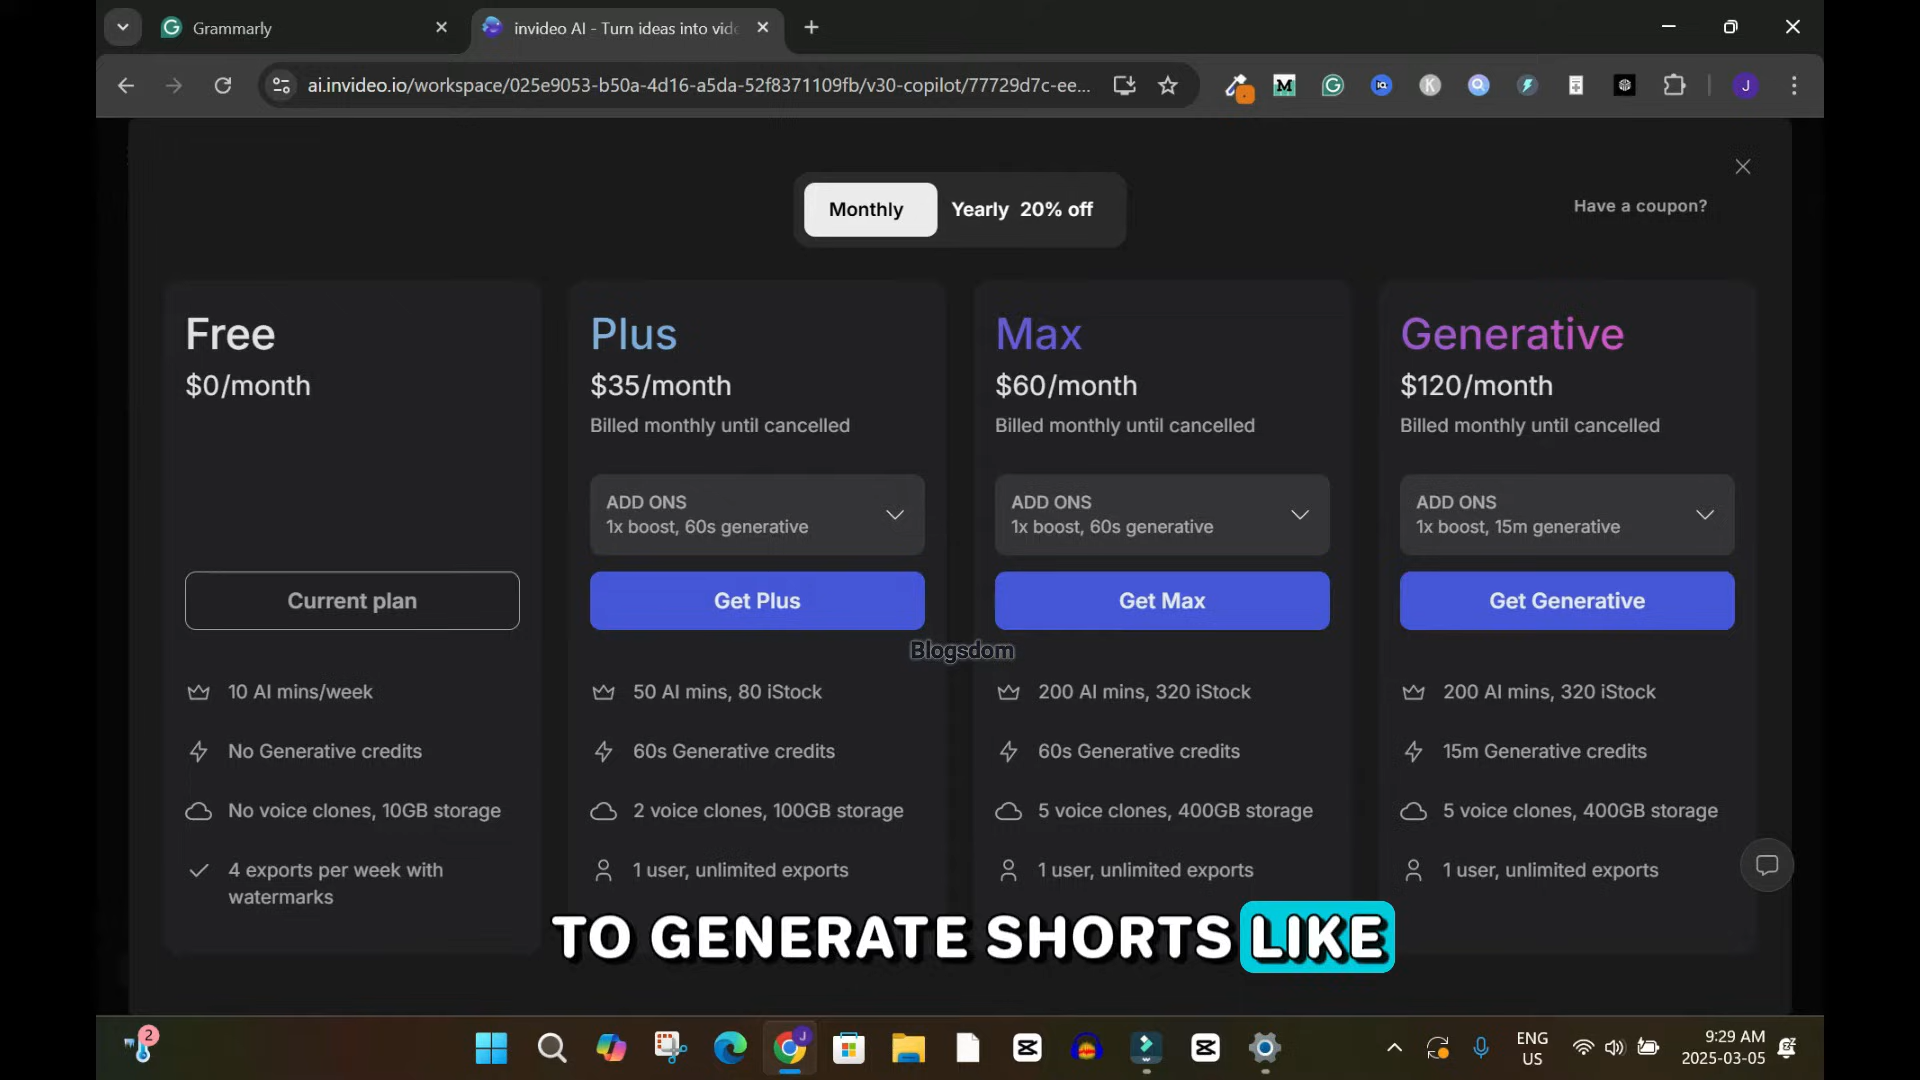 Grammarly
invideo AI - Turn ideas into vide
ai.invideo.io/workspace/025e9053-b50a-4d16-a5da-52f8371109fb/v30-copilot/77729d7c-ee...
Monthly
Yearly 20% off
Have a coupon?
Free
$0/month
Current plan
10 AI mins/week
No Generative credits
No voice clones, 10GB storage
4 exports per week with
watermarks
Plus
$35/month
Billed monthly until cancelled
ADD ONS
1x boost, 60s generative
Get Plus
50 AI mins, 80 iStock
60s Generative credits
2 voice clones, 100GB storage
1 user, unlimited exports
Max
$60/month
Billed monthly until cancelled
ADD ONS
1x boost, 60s generative
Get Max
200 AI mins, 320 iStock
60s Generative credits
5 voice clones, 400GB storage
1 user, unlimited exports
Generative
$120/month
Billed monthly until cancelled
ADD ONS
1x boost, 15m generative
Get Generative
200 AI mins, 320 iStock
15m Generative credits
5 voice clones, 400GB storage
1 user, unlimited exports
Blogsdom
TO GENERATE SHORTS LIKE
2
ENG
US
9:29 AM
2025-03-05